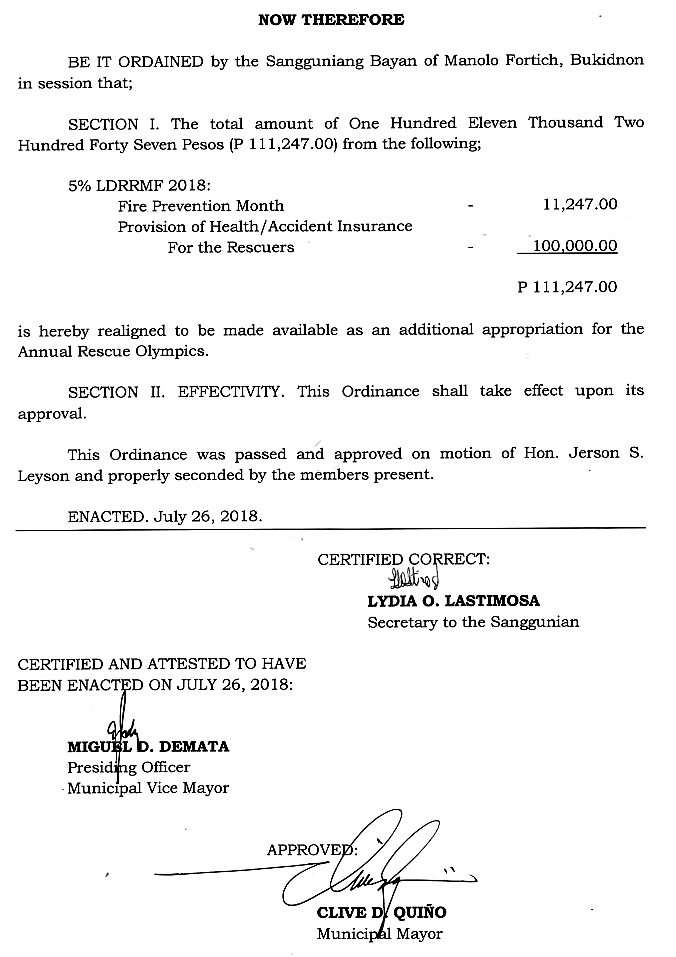 NOW THEREFORE
BE IT ORDAINED by the Sangguniang Bayan of Manolo Fortich, Bukidnon
in session that;
SECTION I. The total amount of One Hundred Eleven Thousand Two
Hundred Forty Seven Pesos (P 111,247.00) from the following;
5% LDRRMF 2018:
Fire Prevention Month - 11,247.00
Provision of Health/Accident Insurance
For the Rescuers - 100,000.00
P 111,247.00
is hereby realigned to be made available as an additional appropriation for the
Annual Rescue Olympics.
SECTION II. EFFECTIVITY. This Ordinance shall take effect upon its
approval.
This Ordinance was passed and approved on motion of Hon. Jerson S.
Leyson and properly seconded by the members present.
ENACTED. July 26, 2018.
CERTIFIED CORRECT:
LYDIA O. LASTIMOSA
Secretary to the Sanggunian
CERTIFIED AND ATTESTED TO HAVE
BEEN ENACTED ON JULY 26, 2018:
MIGUEL D. DEMATA
Presiding Officer
Municipal Vice Mayor
APPROVED:
CLIVE D. QUIÑO
Municipal Mayor